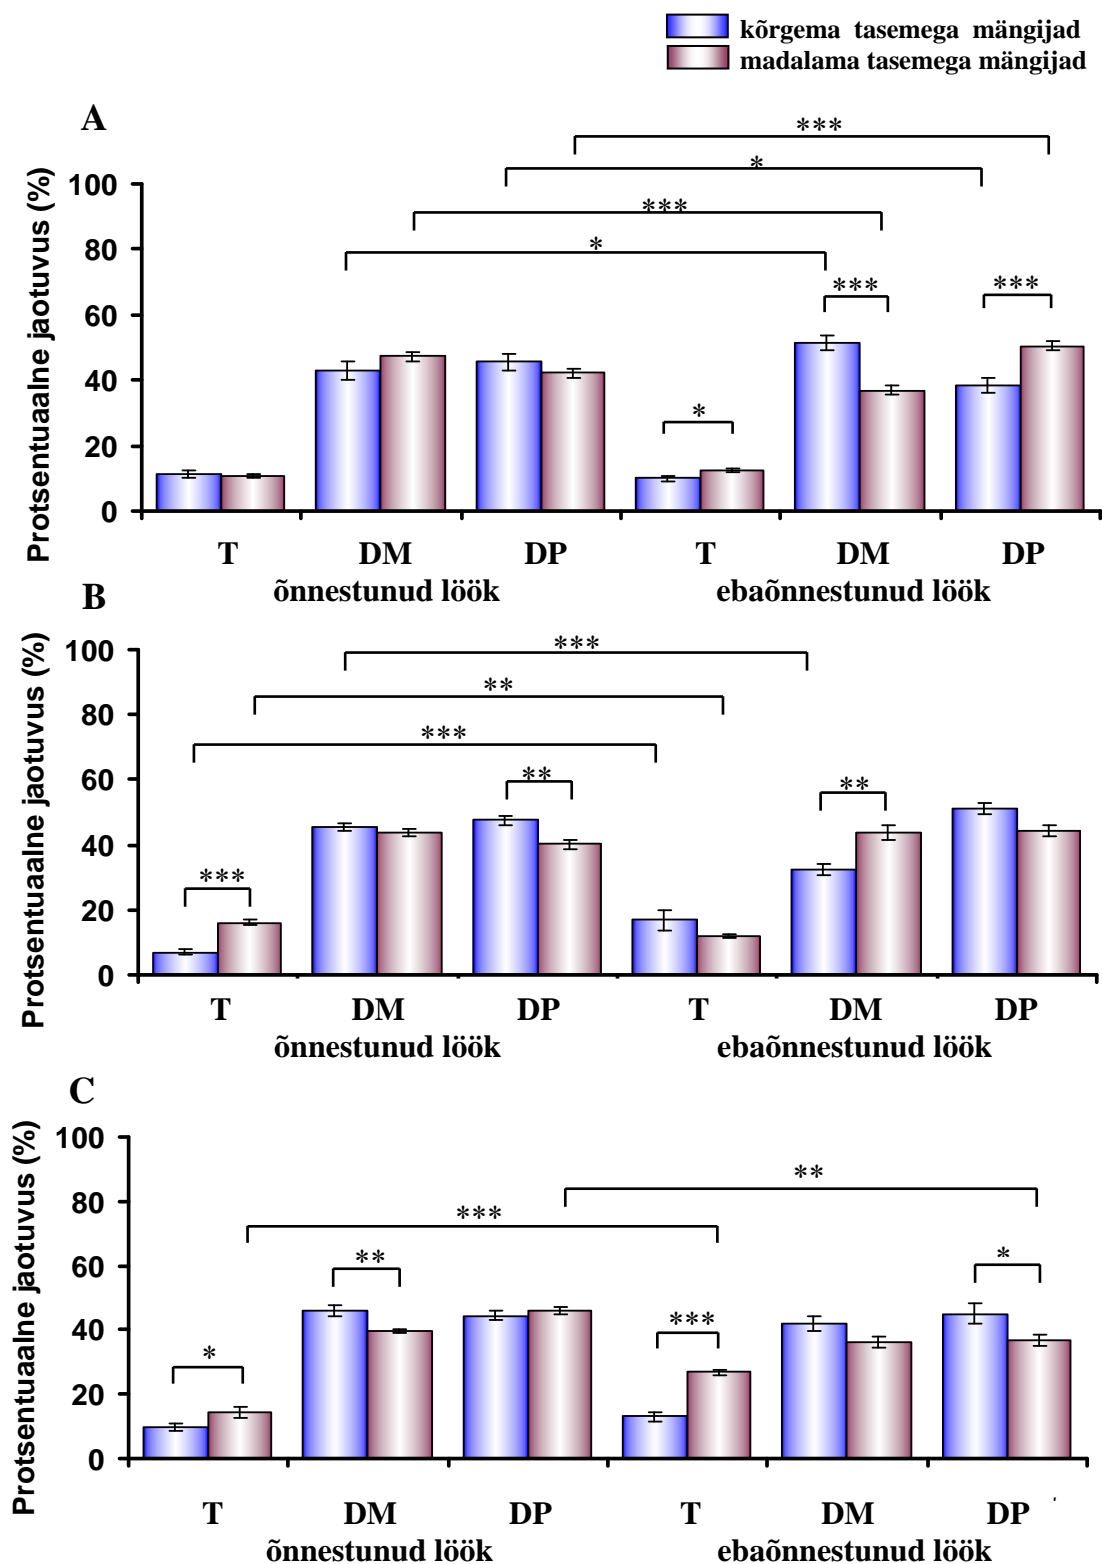 kõrgema tasemega mängijad
madalama tasemega mängijad
A
Protsentuaalne jaotuvus (%)
***
*
100
***
80
*
***
***
60
40
*
20
0
T DM DP T DM DP
õnnestunud löök ebaõnnestunud löök
B
Protsentuaalne jaotuvus (%)
***
100
**
80
***
**
**
60
40
***
20
0
T DM DP T DM DP
õnnestunud löök ebaõnnestunud löök
C
Protsentuaalne jaotuvus (%)
100
**
80
***
**
*
60
***
40
*
20
0
T DM DP T DM DP
õnnestunud löök ebaõnnestunud löök